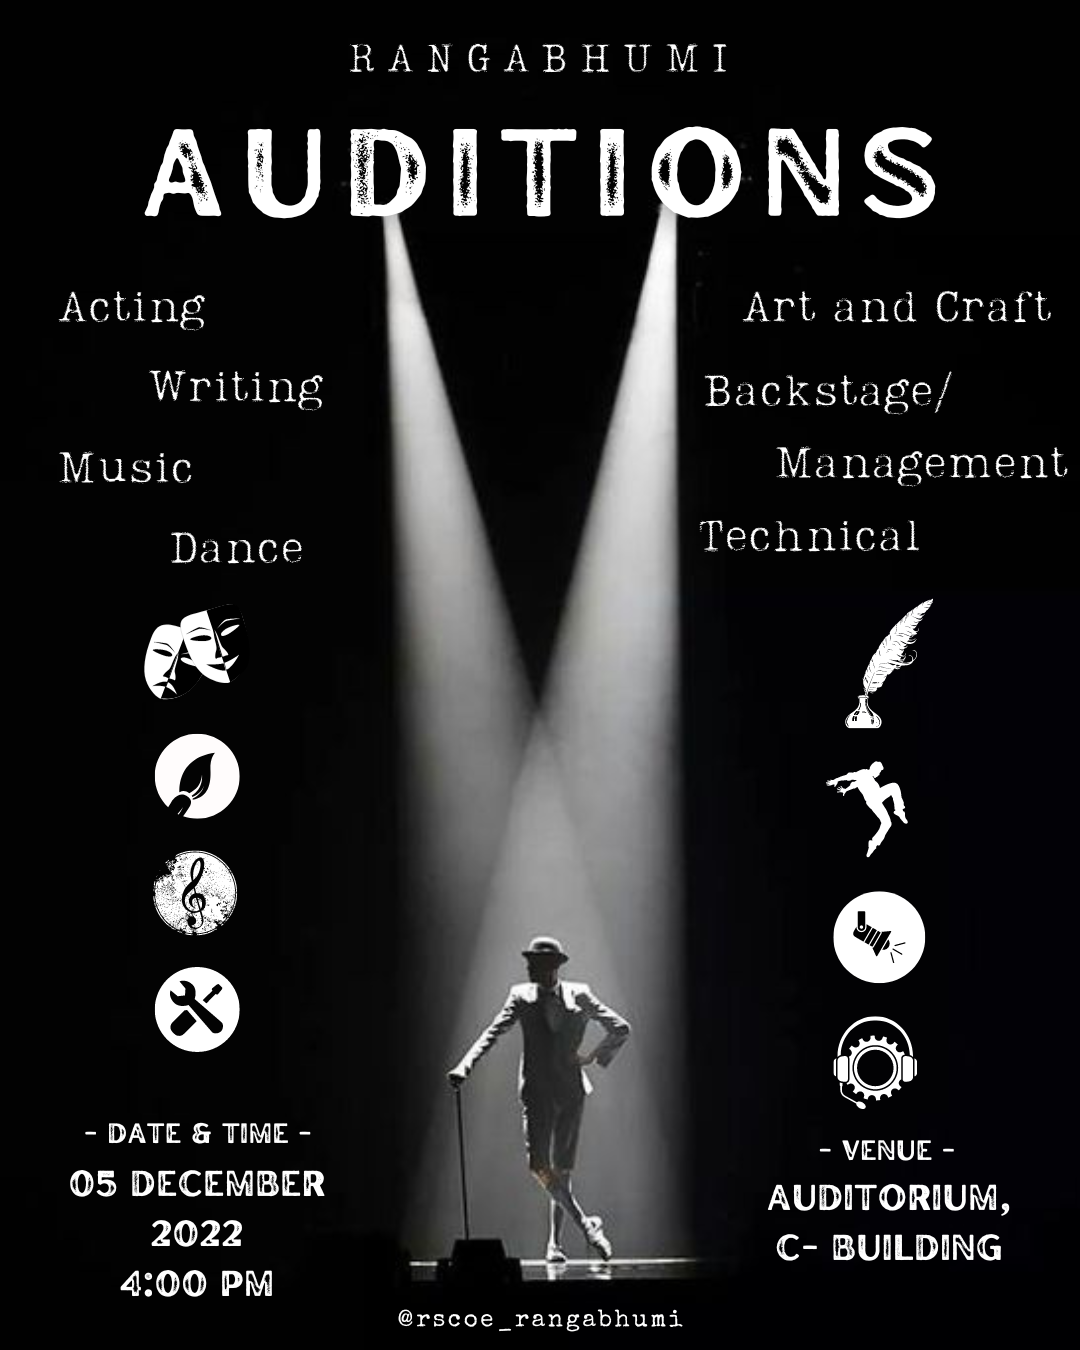 RANGABHUMI
AUDITIONS
Acting
Writing
Music
Dance
Art and Craft
Backstage/
Management
Technical
- DATE & TIME -
05 DECEMBER
2022
4:00 PM
- VENUE -
AUDITORIUM,
C- BUILDING
@rscoe_rangabhumi